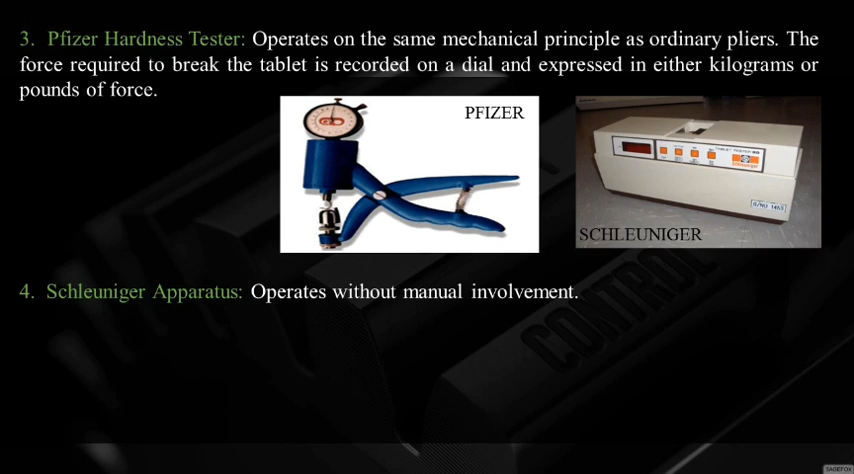 3. Pfizer Hardness Tester: Operates on the same mechanical principle as ordinary pliers. The
force required to break the tablet is recorded on a dial and expressed in either kilograms or
pounds of force.
PFIZER
SCHLEUNIGER
4. Schleuniger Apparatus: Operates without manual involvement.
CONTROL
SAGEFOX